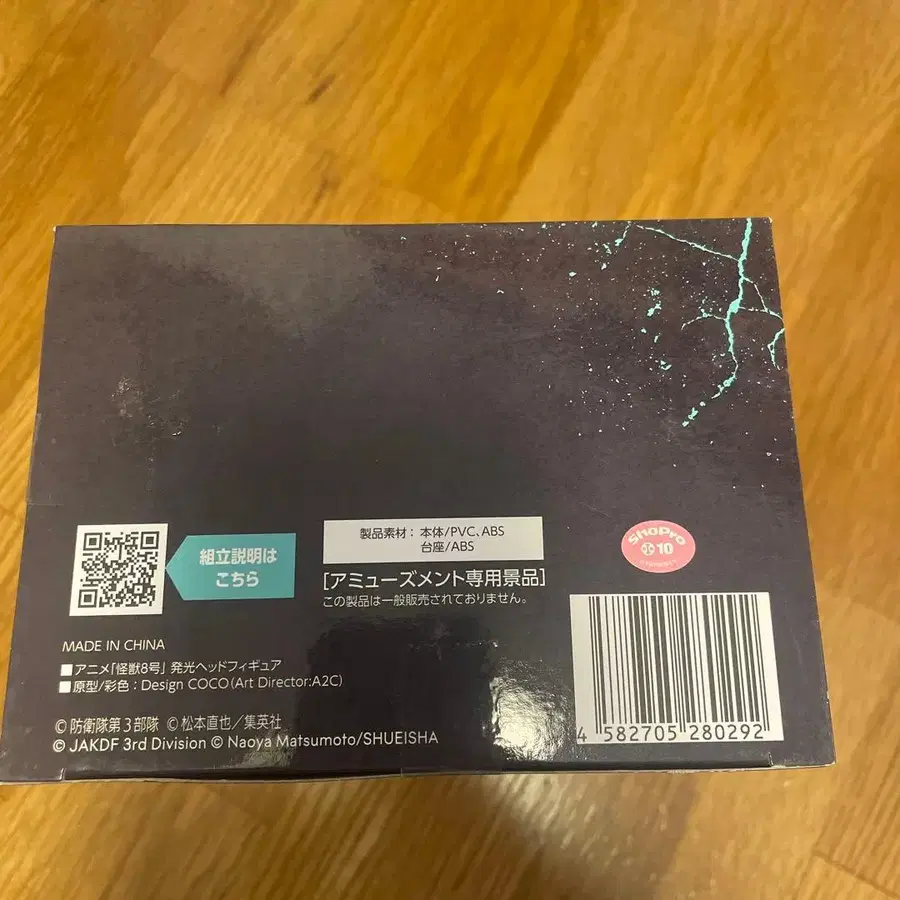 組立説明は
こちら
製品素材：本体/PVC、ABS
台座/ABS
[アミューズメント専用景品]
この製品は一般販売されておりません。
ShoPro
10
MADE IN CHINA
■アニメ「怪獣8号」発光ヘッドフィギュア
■原型/彩色：Design COCO(Art Director:A2C)
©防衛隊第3部隊 ©松本直也／集英社
© JAKDF 3rd Division © Naoya Matsumoto/SHUEISHA
4 582705 280292